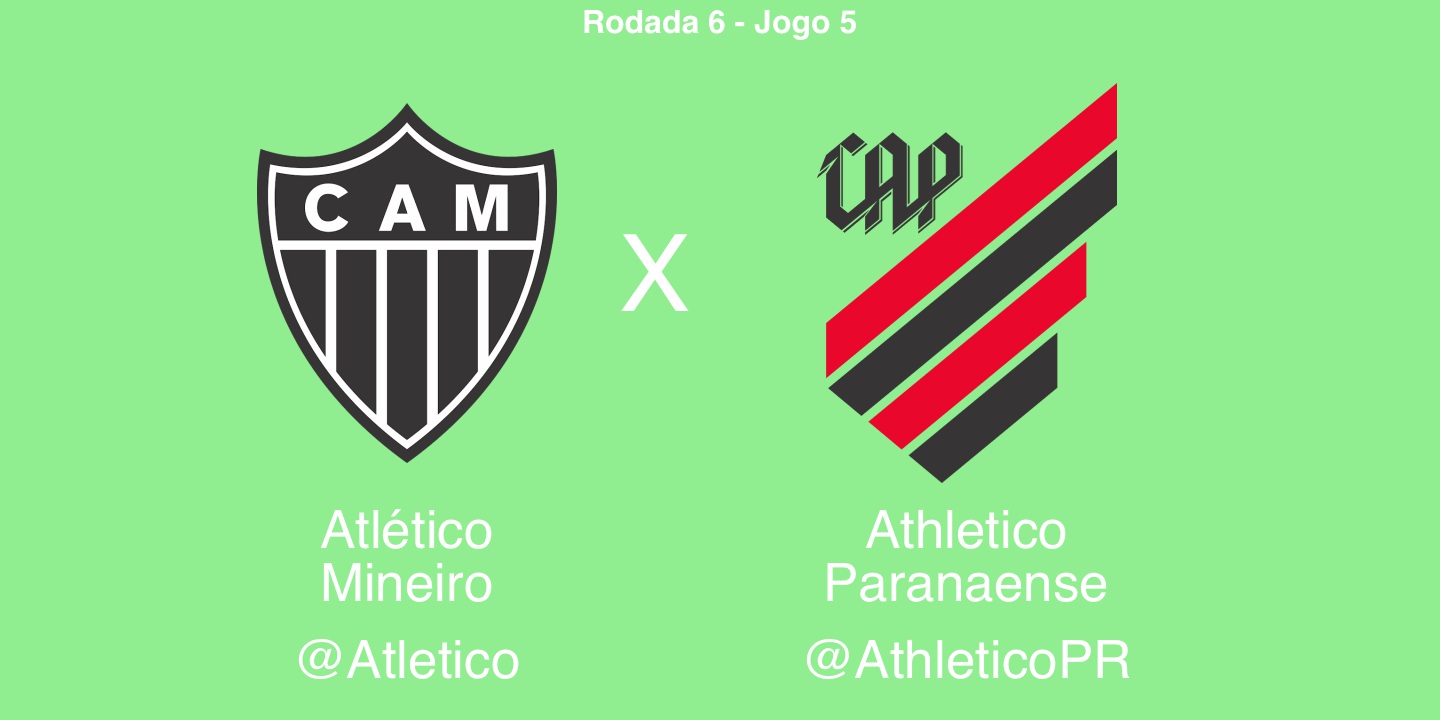 Rodada 6 - Jogo 5
CAM
X
CAP
Atlético
Mineiro
@Atletico
Athletico
Paranaense
@AthleticoPR